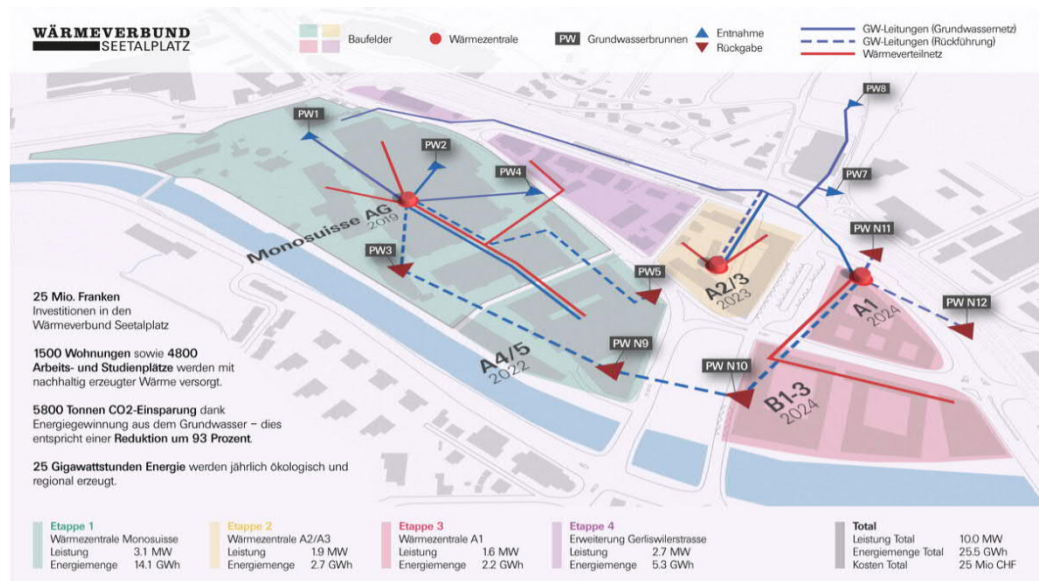 WÄRMEVERBUND
SEETALPLATZ
Baufelder
Wärmezentrale
PW Grundwasserbrunnen
Entnahme
Rückgabe
GW-Leitungen (Grundwassernetz)
GW-Leitungen (Rückführung)
Wärmeverteilnetz
PW1
PW2
PW4
PW8
PW7
Monosuisse AG
2019
PW3
PW5
PW N11
A2/3
2023
A1
2024
PW N12
PW N9
A4/5
2022
PW N10
B1-3
2024
25 Mio. Franken
Investitionen in den
Wärmeverbund Seetalplatz
1500 Wohnungen sowie 4800
Arbeits- und Studienplätze werden mit
nachhaltig erzeugter Wärme versorgt.
5800 Tonnen CO2-Einsparung dank
Energiegewinnung aus dem Grundwasser – dies
entspricht einer Reduktion um 93 Prozent.
25 Gigawattstunden Energie werden jährlich ökologisch und
regional erzeugt.
Etappe 1
Wärmezentrale Monosuisse
Leistung 3.1 MW
Energiemenge 14.1 GWh
Etappe 2
Wärmezentrale A2/A3
Leistung 1.9 MW
Energiemenge 2.7 GWh
Etappe 3
Wärmezentrale A1
Leistung 1.6 MW
Energiemenge 2.2 GWh
Etappe 4
Erweiterung Gerliswilerstrasse
Leistung 2.7 MW
Energiemenge 5.3 GWh
Total
Leistung Total 10.0 MW
Energiemenge Total 25.5 GWh
Kosten Total 25 Mio CHF